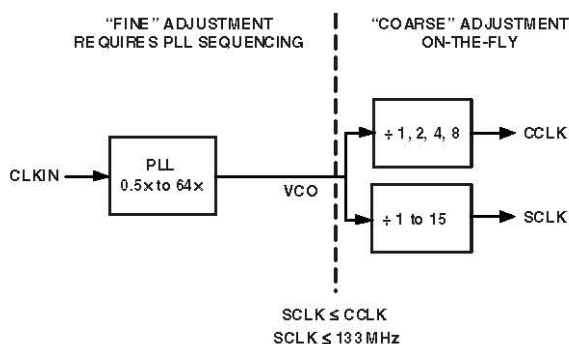 “FINE” ADJUSTMENT
REQUIRES PLL SEQUENCING
“COARSE” ADJUSTMENT
ON-THE-FLY
CLKIN
PLL
0.5× to 64×
VCO
÷ 1, 2, 4, 8
CCLK
÷ 1 to 15
SCLK
SCLK ≤ CCLK
SCLK ≤ 133 MHz